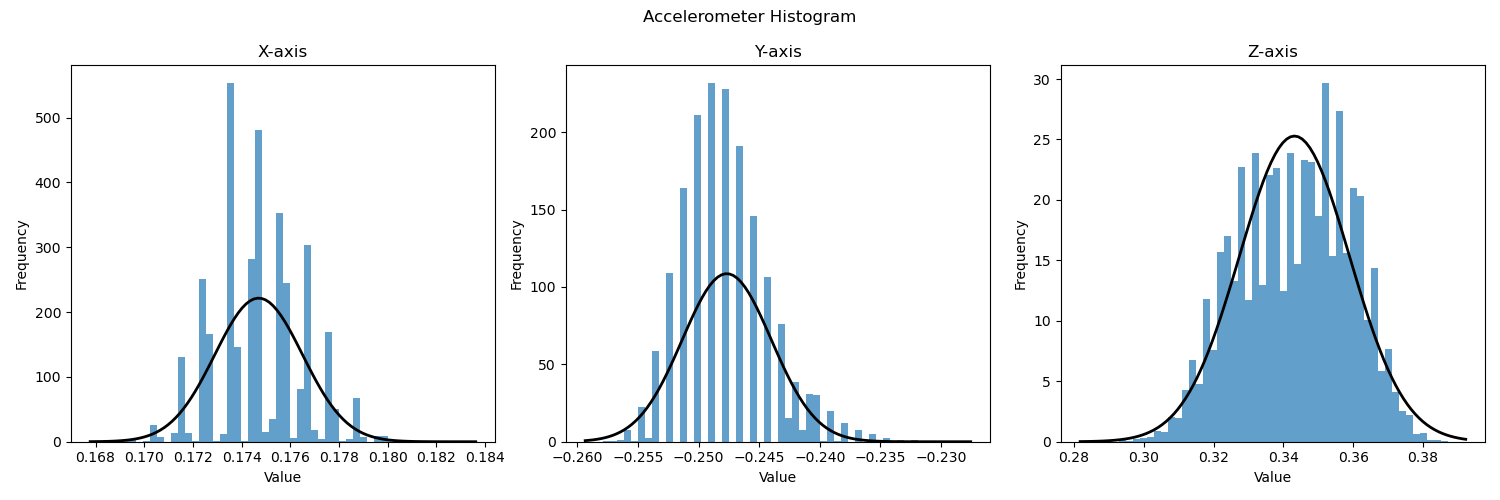 Accelerometer Histogram
X-axis
Y-axis
Z-axis
Frequency
500
400
300
200
100
0
0.168 0.170 0.172 0.174 0.176 0.178 0.180 0.182 0.184
Value
Frequency
200
150
100
50
0
−0.260 −0.255 −0.250 −0.245 −0.240 −0.235 −0.230
Value
Frequency
30
25
20
15
10
5
0
0.28 0.30 0.32 0.34 0.36 0.38
Value